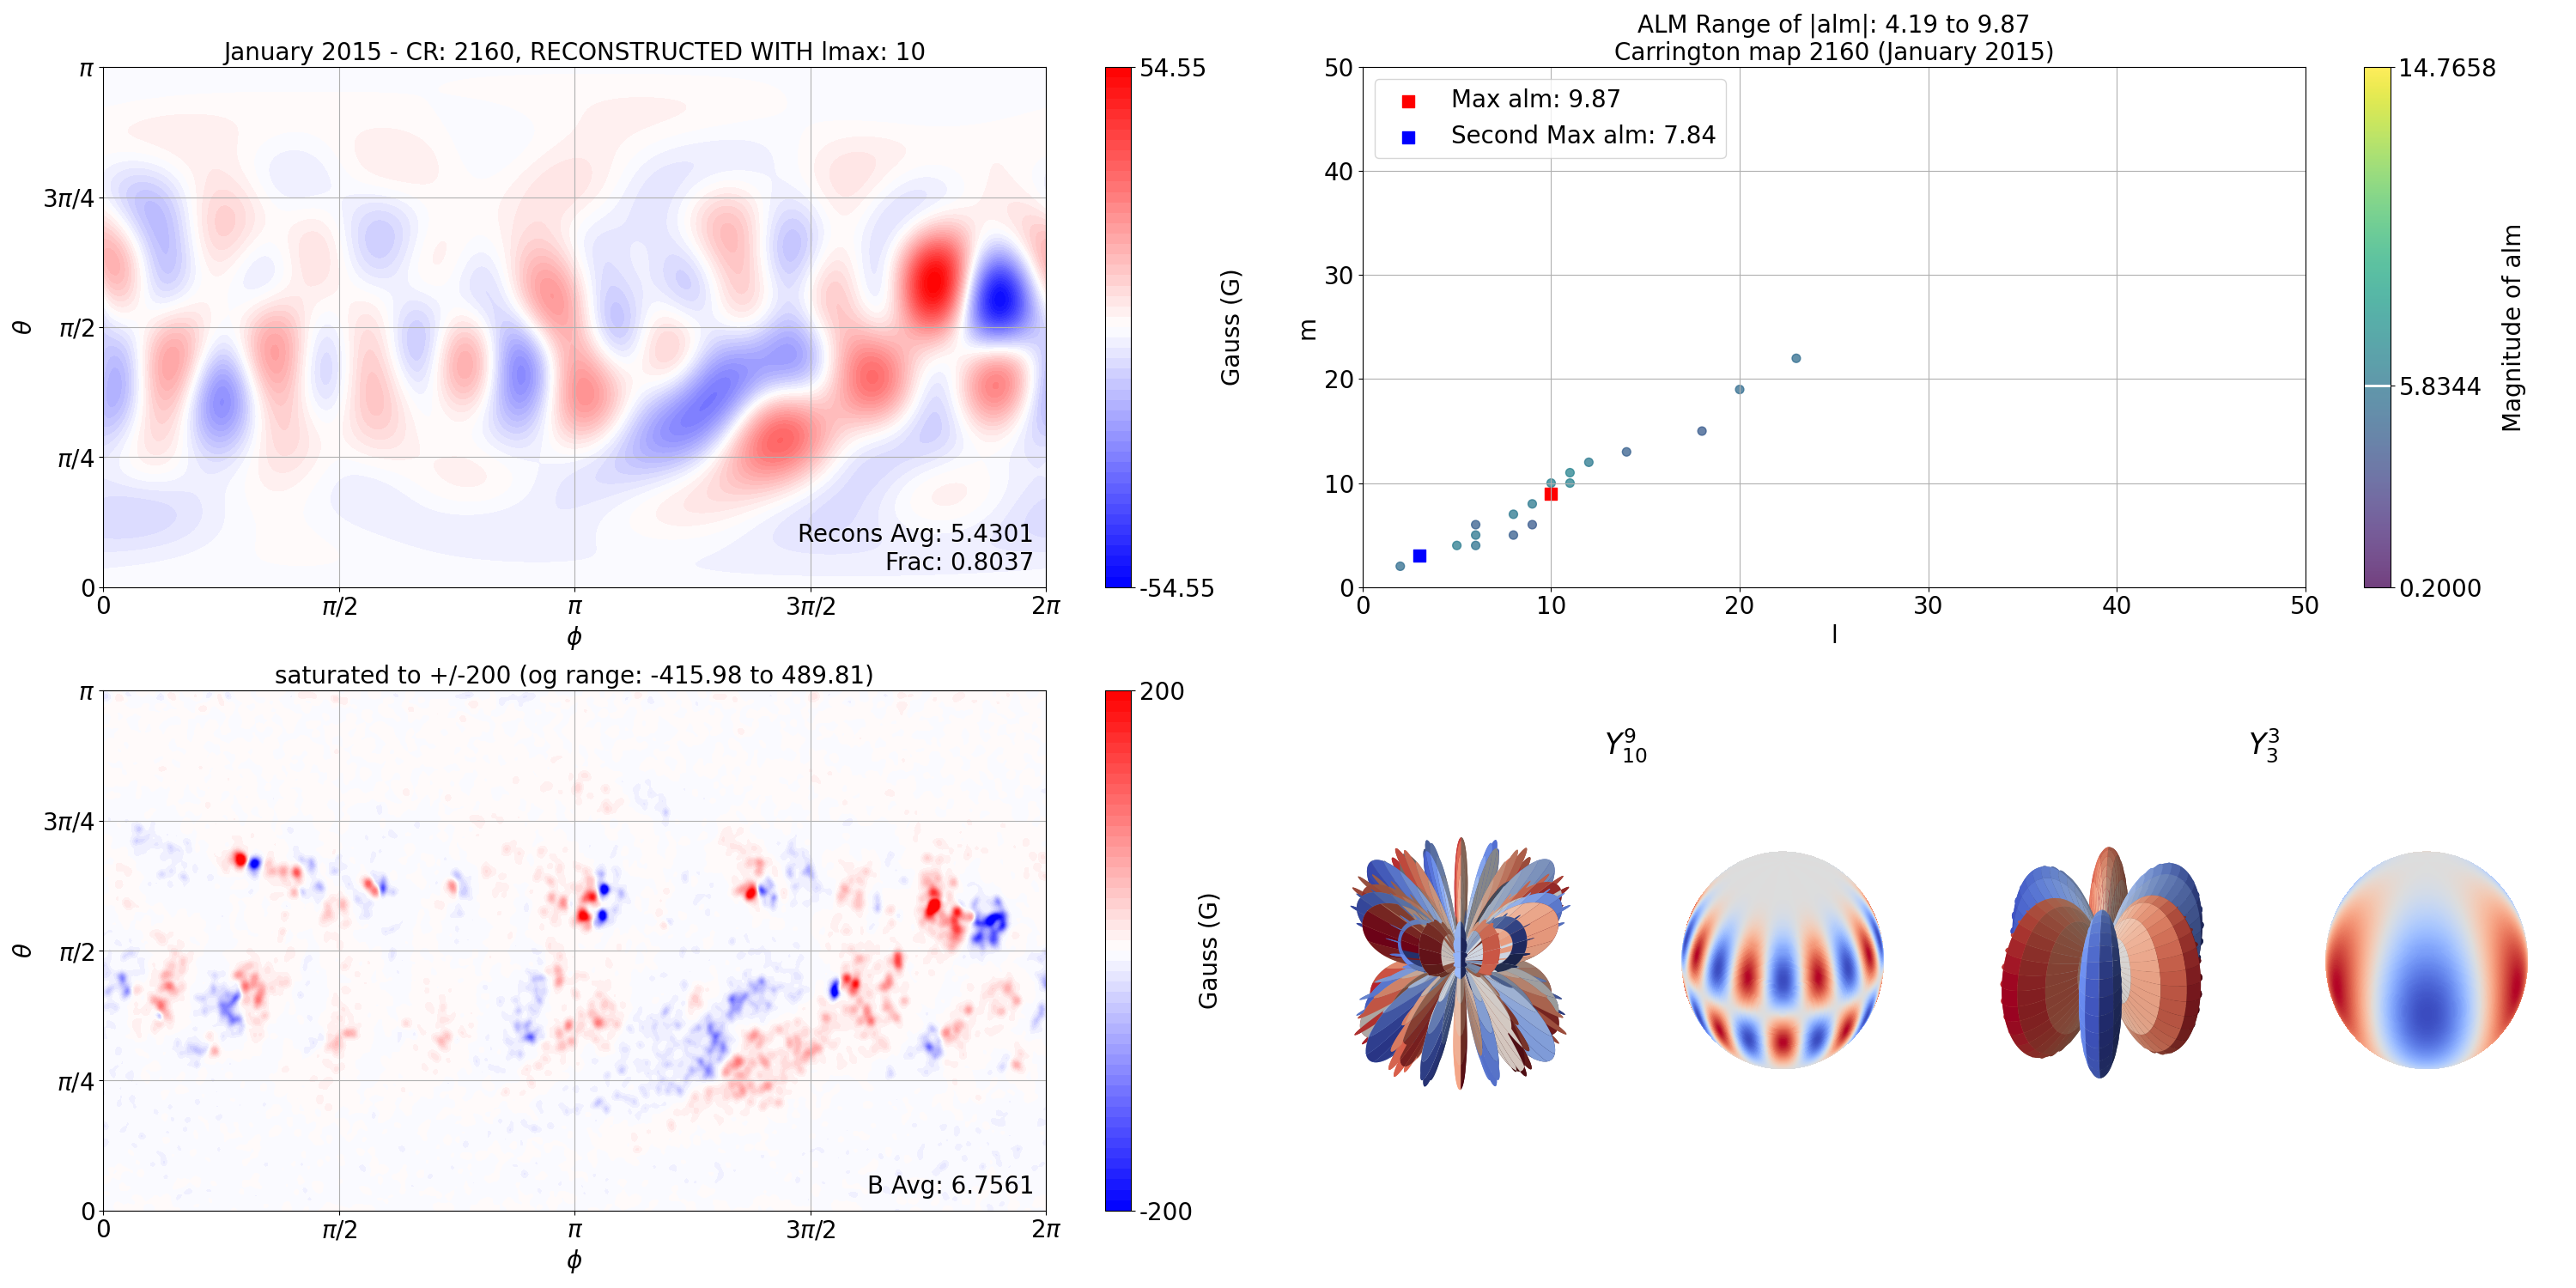 January 2015 - CR: 2160, RECONSTRUCTED WITH lmax: 10
π
3π/4
π/2
π/4
0
θ
0
π/2
π
3π/2
2π
ϕ
Recons Avg: 5.4301
Frac: 0.8037
54.55
-54.55
Gauss (G)
ALM Range of |alm|: 4.19 to 9.87
Carrington map 2160 (January 2015)
Max alm: 9.87
Second Max alm: 7.84
50
40
30
20
10
0
m
0
10
20
30
40
50
l
14.7658
5.8344
0.2000
Magnitude of alm
saturated to +/-200 (og range: -415.98 to 489.81)
π
3π/4
π/2
π/4
0
θ
0
π/2
π
3π/2
2π
ϕ
B Avg: 6.7561
200
-200
Gauss (G)
Y₁₀⁹
Y₃³